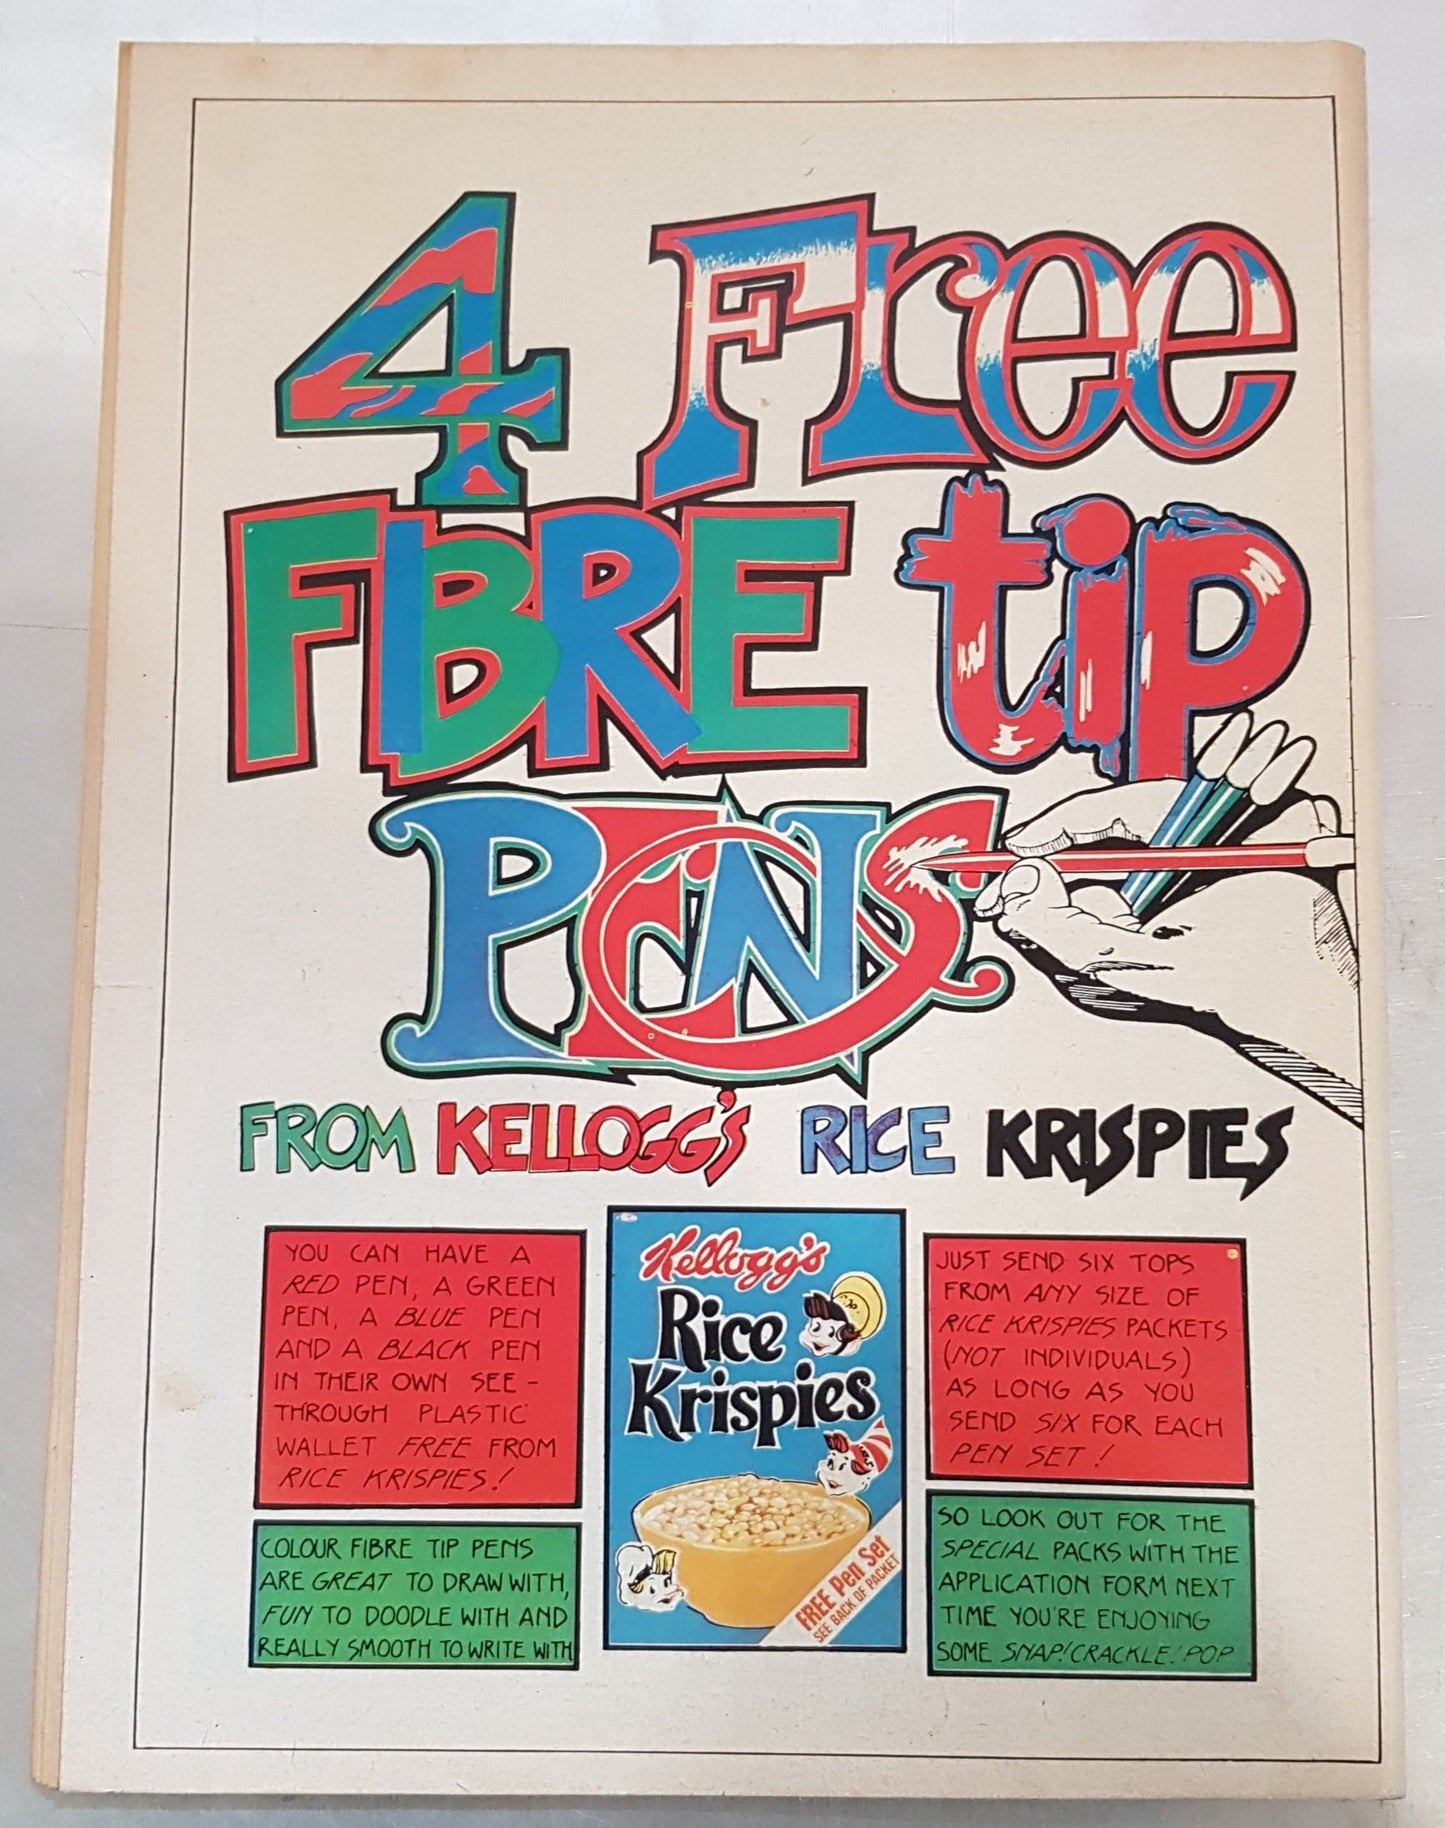 4 Free
FIBRE tip
PENS
FROM KELLOGG'S RICE KRISPIES
YOU CAN HAVE A
RED PEN, A GREEN
PEN, A BLUE PEN
AND A BLACK PEN
IN THEIR OWN SEE-
THROUGH PLASTIC
WALLET FREE FROM
RICE KRISPIES!
COLOUR FIBRE TIP PENS
ARE GREAT TO DRAW WITH,
FUN TO DOODLE WITH AND
REALLY SMOOTH TO WRITE WITH
Kellogg's
Rice
Krispies
FREE Pen Set
SEE BACK OF PACKET
JUST SEND SIX TOPS
FROM ANY SIZE OF
RICE KRISPIES PACKETS
(NOT INDIVIDUALS)
AS LONG AS YOU
SEND SIX FOR EACH
PEN SET!
SO LOOK OUT FOR THE
SPECIAL PACKS WITH THE
APPLICATION FORM NEXT
TIME YOU'RE ENJOYING
SOME SNAP! CRACKLE! POP